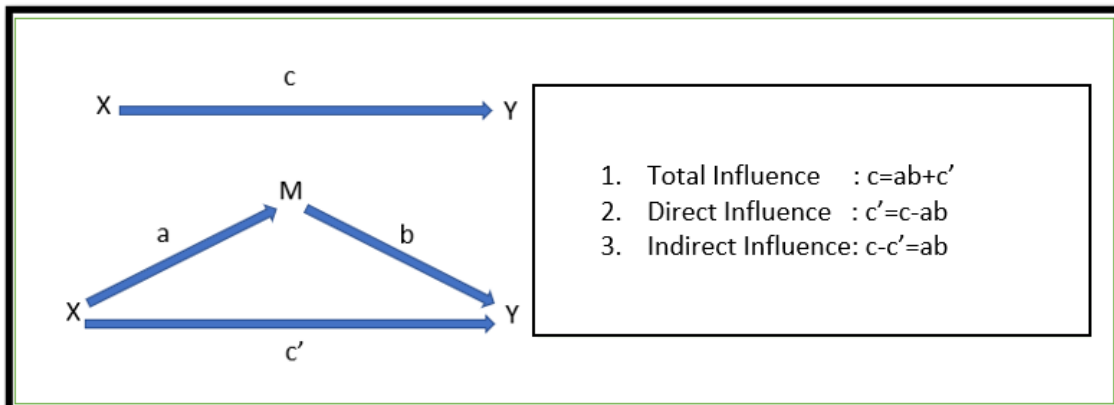 c
X
Y
M
a
b
X
Y
c’
1. Total Influence : c=ab+c’
2. Direct Influence : c’=c-ab
3. Indirect Influence: c-c’=ab